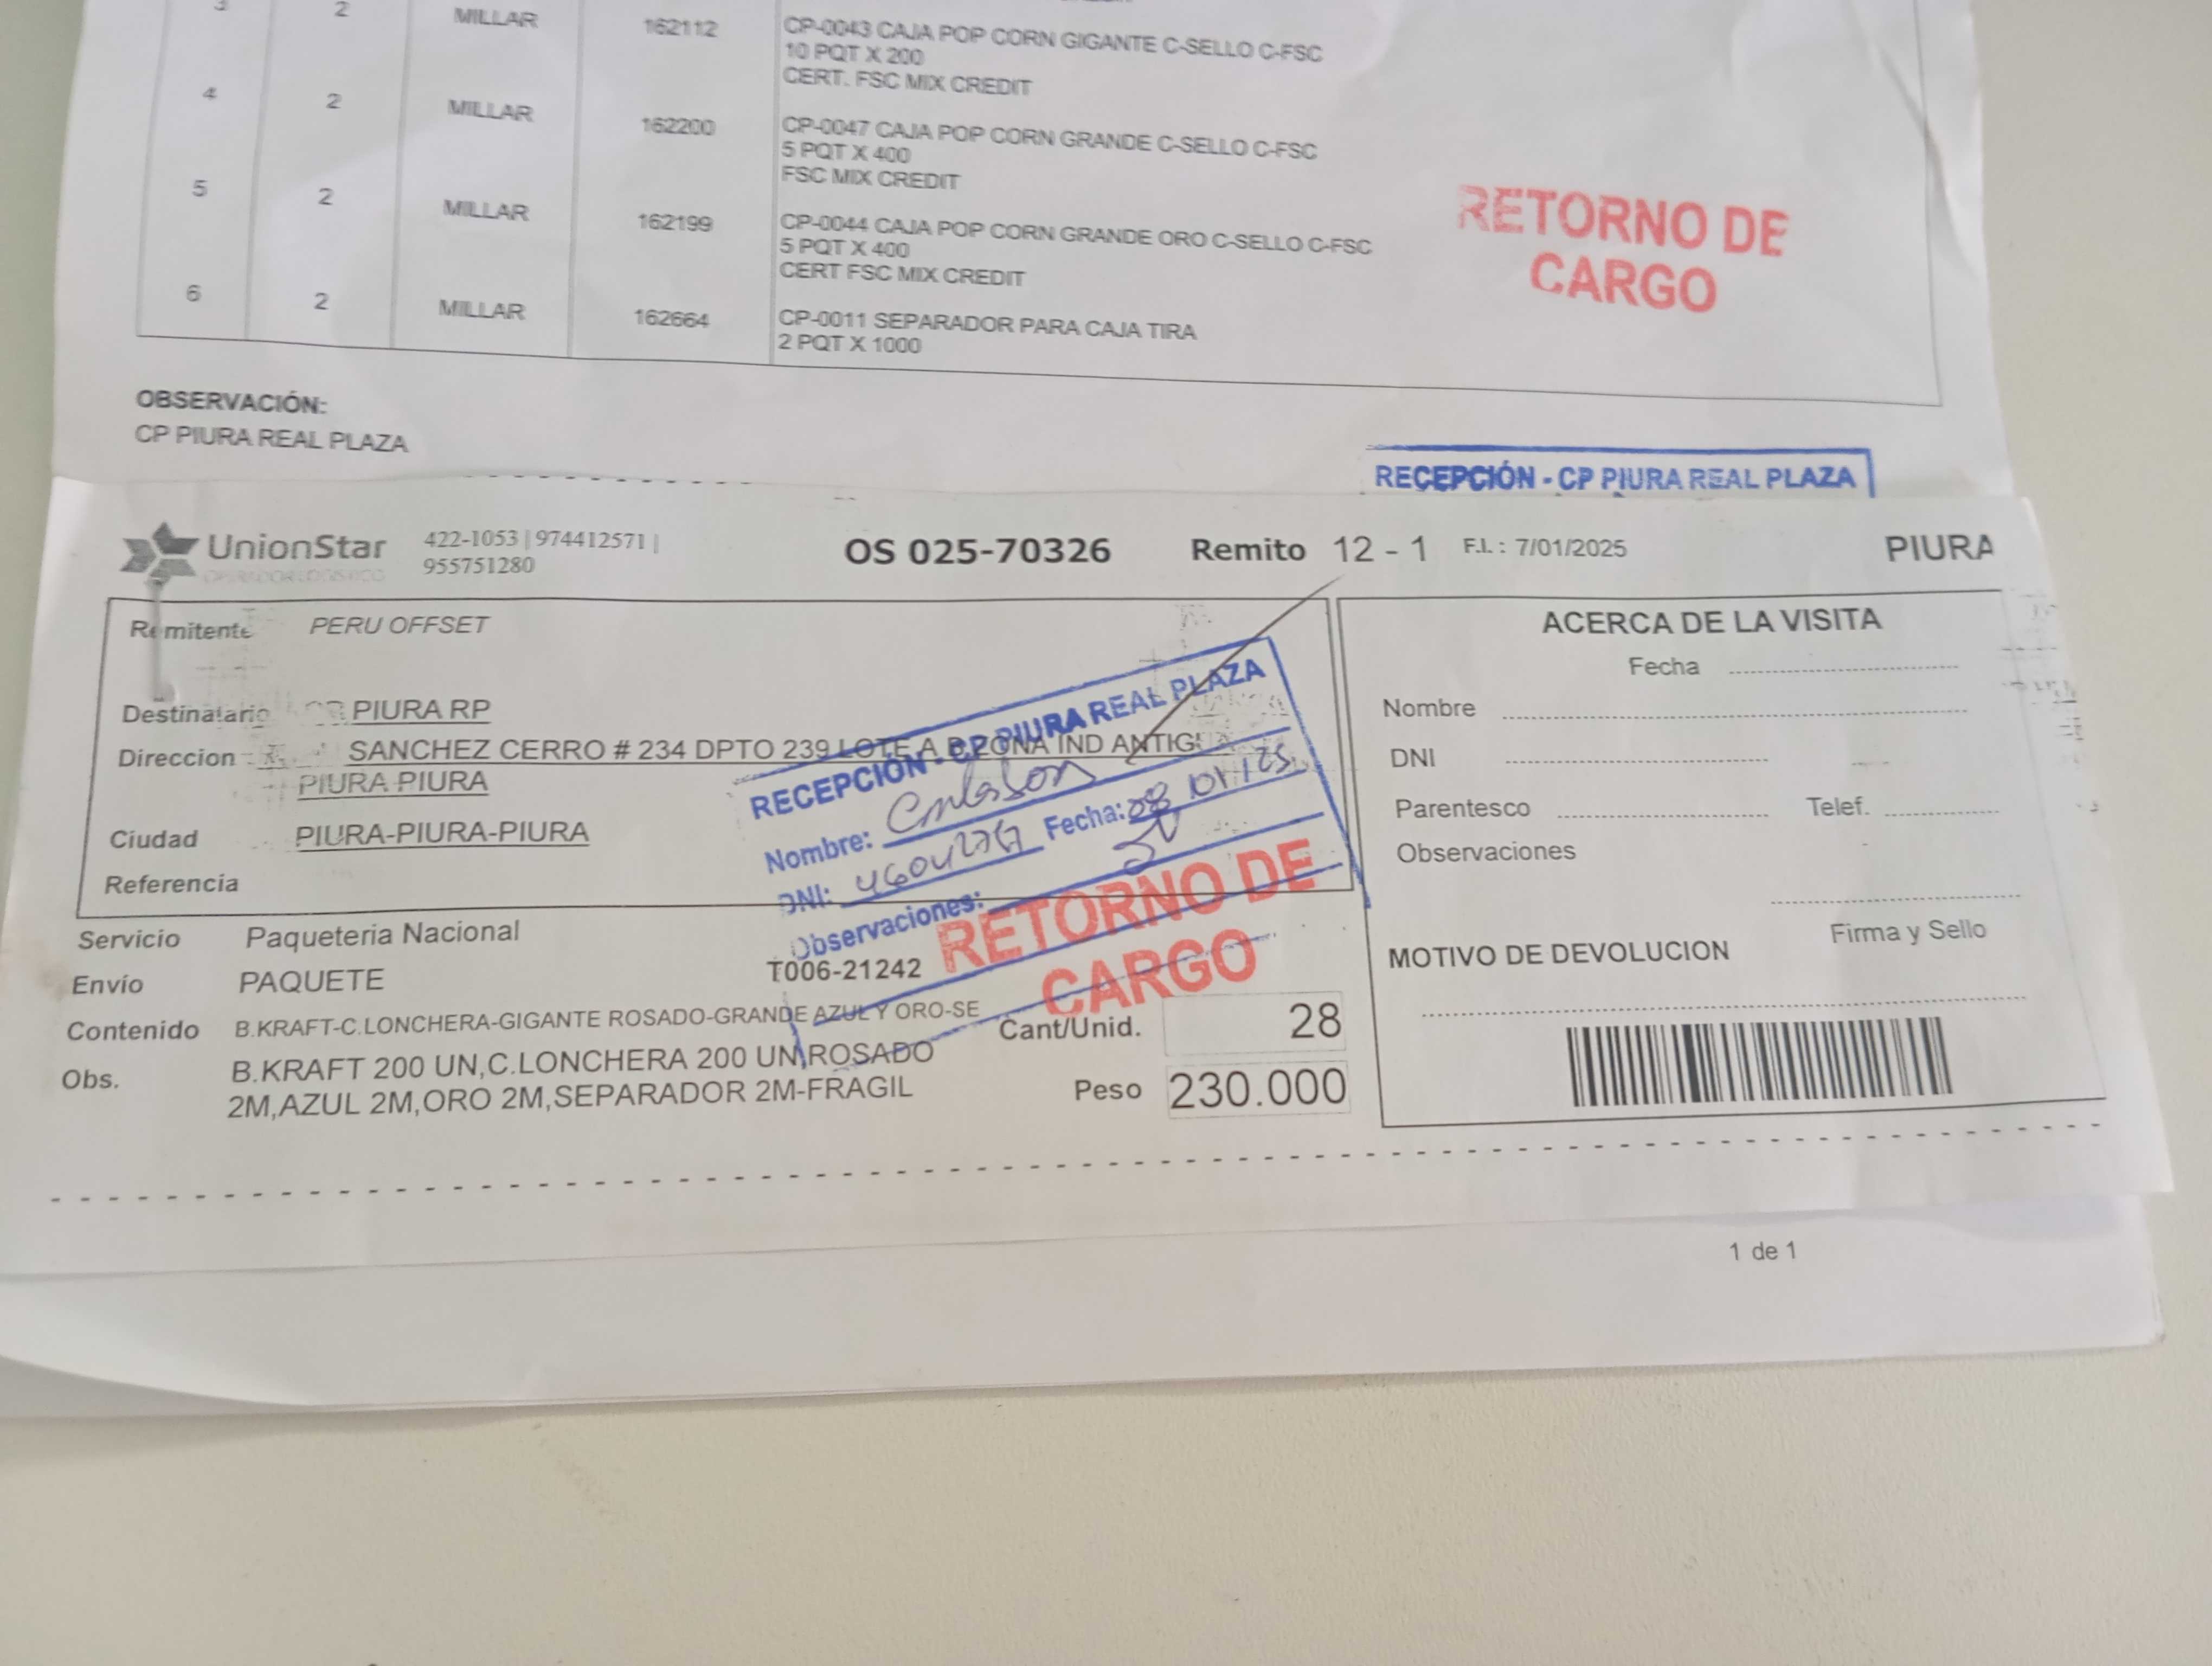 3 2 MILLAR 162112 CP-0043 CAJA POP CORN GIGANTE C-SELLO C-FSC
10 PQT X 200
CERT. FSC MIX CREDIT
4 2 MILLAR 162200 CP-0047 CAJA POP CORN GRANDE C-SELLO C-FSC
5 PQT X 400
FSC MIX CREDIT
5 2 MILLAR 162199 CP-0044 CAJA POP CORN GRANDE ORO C-SELLO C-FSC
5 PQT X 400
CERT FSC MIX CREDIT
6 2 MILLAR 162664 CP-0011 SEPARADOR PARA CAJA TIRA
2 PQT X 1000
RETORNO DE
CARGO
OBSERVACIÓN:
CP PIURA REAL PLAZA
RECEPCIÓN - CP PIURA REAL PLAZA
UnionStar
OPERADOR LOGISTICO
422-1053 | 974412571 |
955751280
OS 025-70326 Remito 12 - 1 F.I. : 7/01/2025 PIURA
Remitente PERU OFFSET
Destinatario PIURA RP
Direccion SANCHEZ CERRO # 234 DPTO 239 LOTE A B ZONA IND ANTIG
PIURA PIURA
Ciudad PIURA-PIURA-PIURA
Referencia
RECEPCIÓN - CP PIURA REAL PLAZA
Nombre:
DNI: Fecha: 08 01 25
Observaciones:
RETORNO DE
CARGO
Servicio Paqueteria Nacional
Envío PAQUETE T006-21242
Contenido B.KRAFT-C.LONCHERA-GIGANTE ROSADO-GRANDE AZUL Y ORO-SE
Cant/Unid. 28
Obs. B.KRAFT 200 UN,C.LONCHERA 200 UN,ROSADO
2M,AZUL 2M,ORO 2M,SEPARADOR 2M-FRAGIL
Peso 230.000
ACERCA DE LA VISITA
Fecha
Nombre
DNI
Parentesco Telef.
Observaciones
Firma y Sello
MOTIVO DE DEVOLUCION
1 de 1